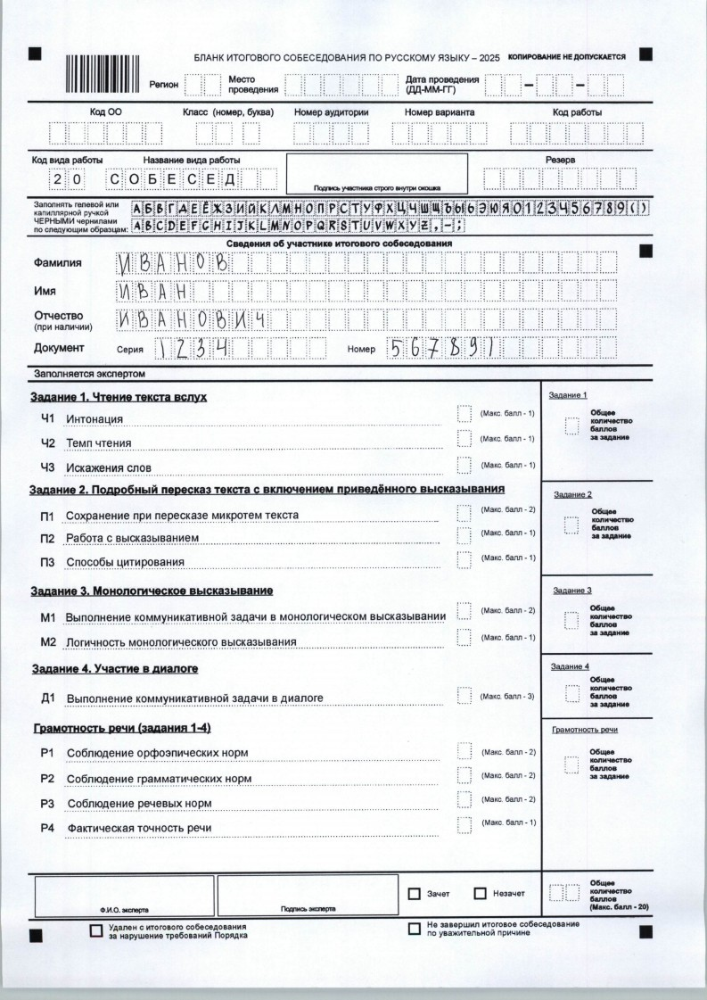 БЛАНК ИТОГОВОГО СОБЕСЕДОВАНИЯ ПО РУССКОМУ ЯЗЫКУ – 2025 КОПИРОВАНИЕ НЕ ДОПУСКАЕТСЯ
Регион Место проведения Дата проведения (ДД-ММ-ГГ) – –
Код ОО Класс (номер, буква) Номер аудитории Номер варианта Код работы
Код вида работы Название вида работы Резерв
20 СОБЕСЕД
Подпись участника строго внутри окошка
Заполнять гелевой или
капиллярной ручкой
ЧЕРНЫМИ чернилами
по следующим образцам:
АБВГДЕЁЖЗИЙКЛМНОПРСТУФХЦЧШЩЪЫЬЭЮЯ0123456789()
ABCDEFGHIJKLMNOPQRSTUVWXYZ,-;
Сведения об участнике итогового собеседования
Фамилия ИВАНОВ
Имя ИВАН
Отчество ИВАНОВИЧ
(при наличии)
Документ Серия 1234 Номер 567891
Заполняется экспертом
Задание 1. Чтение текста вслух
Ч1 Интонация (Макс. балл - 1)
Ч2 Темп чтения (Макс. балл - 1)
Ч3 Искажения слов (Макс. балл - 1)
Задание 1
Общее
количество
баллов
за задание
Задание 2. Подробный пересказ текста с включением приведённого высказывания
П1 Сохранение при пересказе микротем текста (Макс. балл - 2)
П2 Работа с высказыванием (Макс. балл - 1)
П3 Способы цитирования (Макс. балл - 1)
Задание 2
Общее
количество
баллов
за задание
Задание 3. Монологическое высказывание
М1 Выполнение коммуникативной задачи в монологическом высказывании (Макс. балл - 2)
М2 Логичность монологического высказывания (Макс. балл - 1)
Задание 3
Общее
количество
баллов
за задание
Задание 4. Участие в диалоге
Д1 Выполнение коммуникативной задачи в диалоге (Макс. балл - 3)
Задание 4
Общее
количество
баллов
за задание
Грамотность речи (задания 1-4)
Р1 Соблюдение орфоэпических норм (Макс. балл - 2)
Р2 Соблюдение грамматических норм (Макс. балл - 2)
Р3 Соблюдение речевых норм (Макс. балл - 2)
Р4 Фактическая точность речи (Макс. балл - 1)
Грамотность речи
Общее
количество
баллов
за задание
Ф.И.О. эксперта Подпись эксперта Зачет Незачет
Общее
количество
баллов
(Макс. балл - 20)
Удален с итогового собеседования
за нарушение требований Порядка
Не завершил итоговое собеседование
по уважительной причине